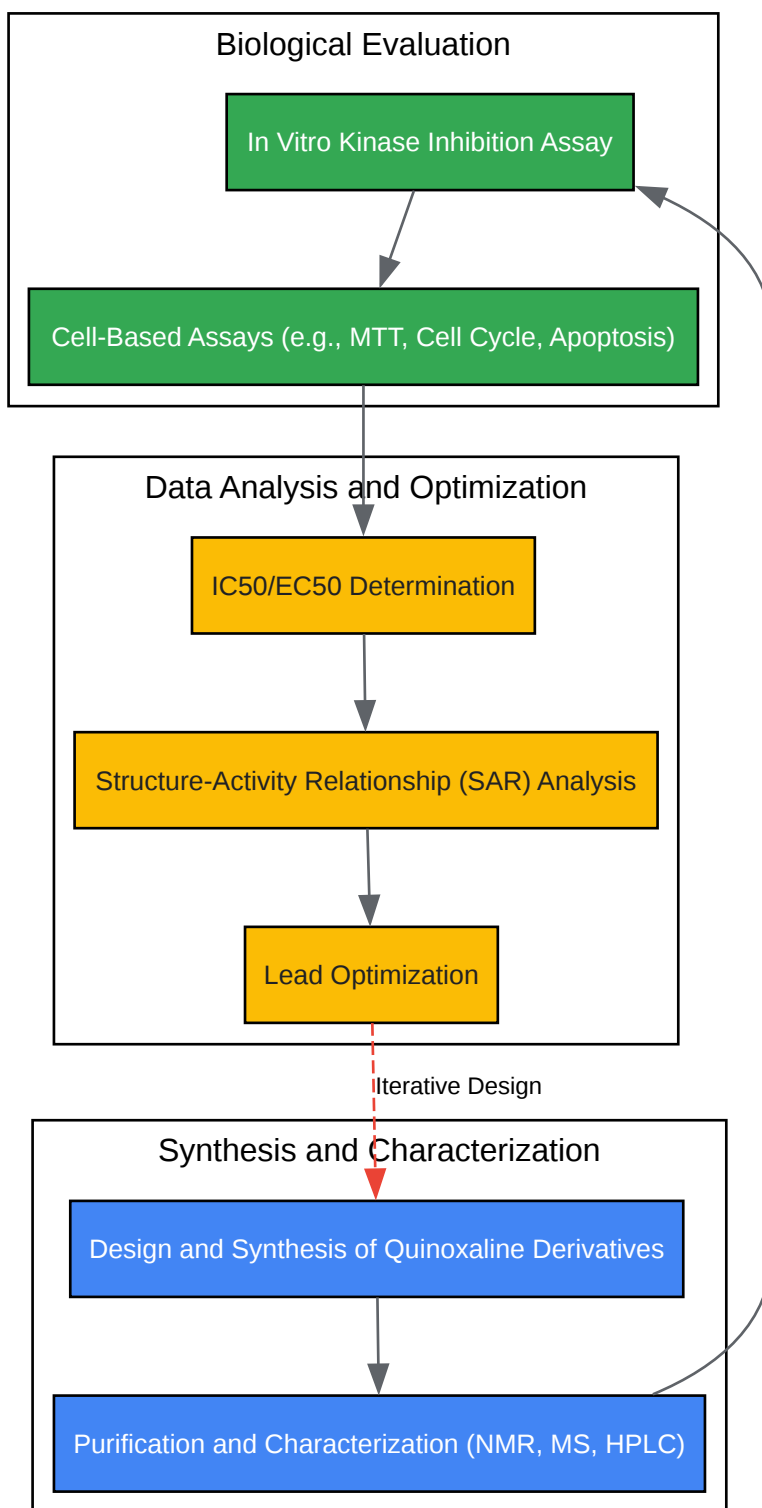 Biological Evaluation
In Vitro Kinase Inhibition Assay
Cell-Based Assays (e.g., MTT, Cell Cycle, Apoptosis)
Data Analysis and Optimization
IC50/EC50 Determination
Structure-Activity Relationship (SAR) Analysis
Lead Optimization
Iterative Design
Synthesis and Characterization
Design and Synthesis of Quinoxaline Derivatives
Purification and Characterization (NMR, MS, HPLC)